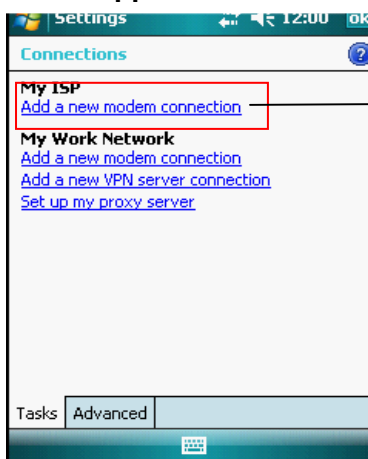 Settings 12:00 ok
Connections ?
My ISP
Add a new modem connection
My Work Network
Add a new modem connection
Add a new VPN server connection
Set up my proxy server
Tasks Advanced